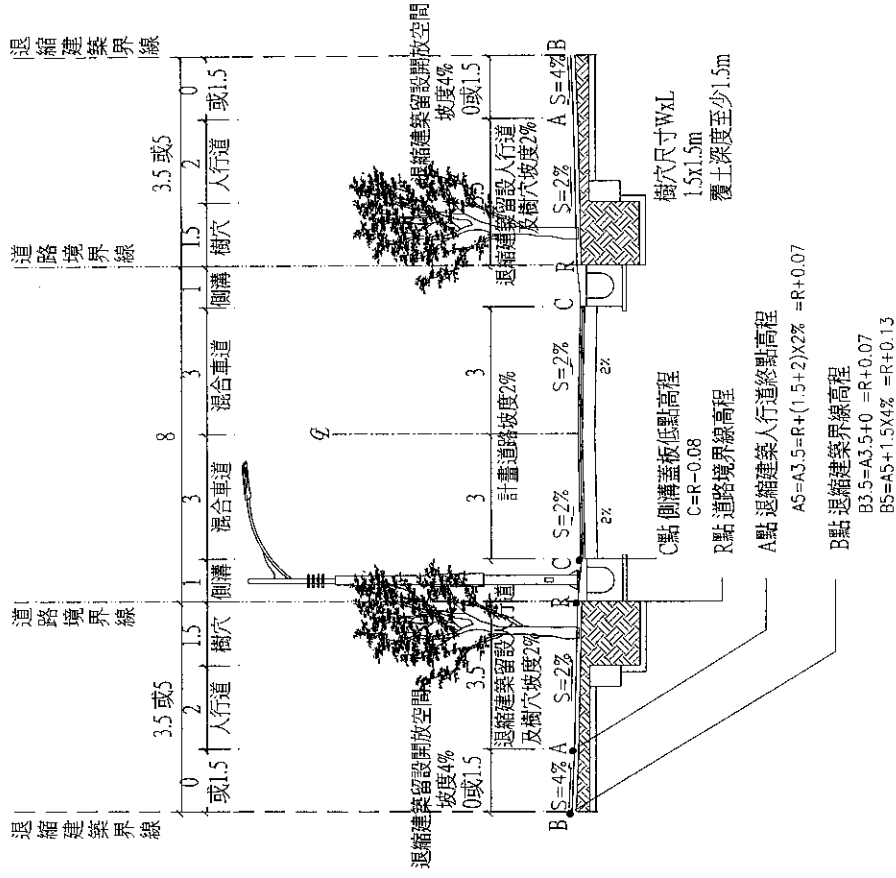 退縮建築界線
道路境界線
道路境界線
退縮建築界線
3.5 或5
8
3.5 或5
0
或1.5
2
人行道
1.5
樹穴
1
側溝
3
混合車道
3
混合車道
1
側溝
1.5
樹穴
2
人行道
0
或1.5
℄
退縮建築留設開放空間
坡度4%
0或1.5
3.5
退縮建築留設人行道
及樹穴坡度2%
3
計畫道路坡度2%
3
退縮建築留設人行道
及樹穴坡度2%
退縮建築留設開放空間
坡度4%
0或1.5
B
S=4%
A
S=2%
R
C
S=2%
S=2%
C
R
S=2%
A
S=4%
B
2%
2%
C點 側溝蓋板低點高程
C=R-0.08
R點 道路境界線高程
A點 退縮建築人行道終點高程
A5=A3.5=R+(1.5+2)X2% =R+0.07
B點 退縮建築界線高程
B3.5=A3.5+0 =R+0.07
B5=A5+1.5X4% =R+0.13
樹穴尺寸WxL
1.5x1.5m
覆土深度至少1.5m